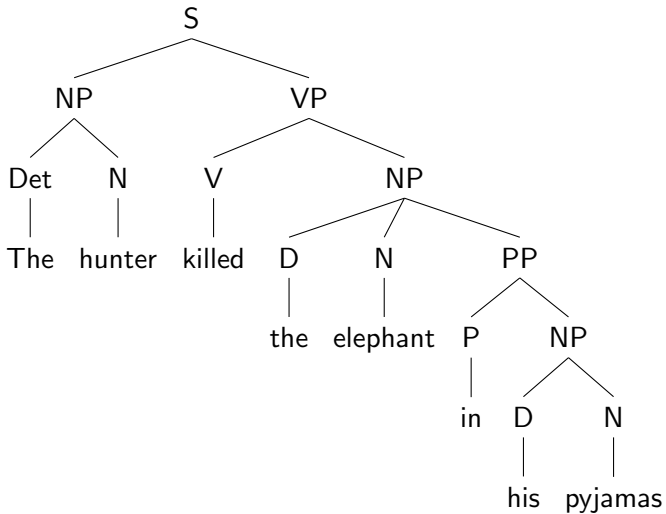 S
NP VP
Det N V NP
The hunter killed D N PP
the elephant P NP
in D N
his pyjamas